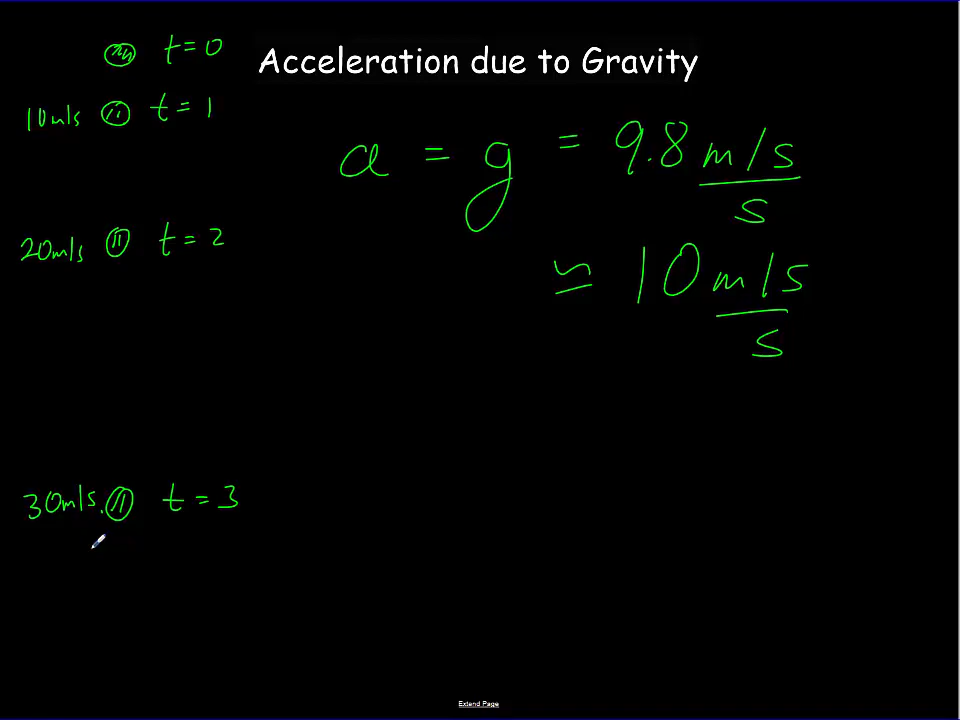 t = 0
Acceleration due to Gravity
10m/s t = 1
a = g = 9.8 m/s
s
20m/s t = 2
≃ 10 m/s
s
30m/s. t = 3
Extend Page